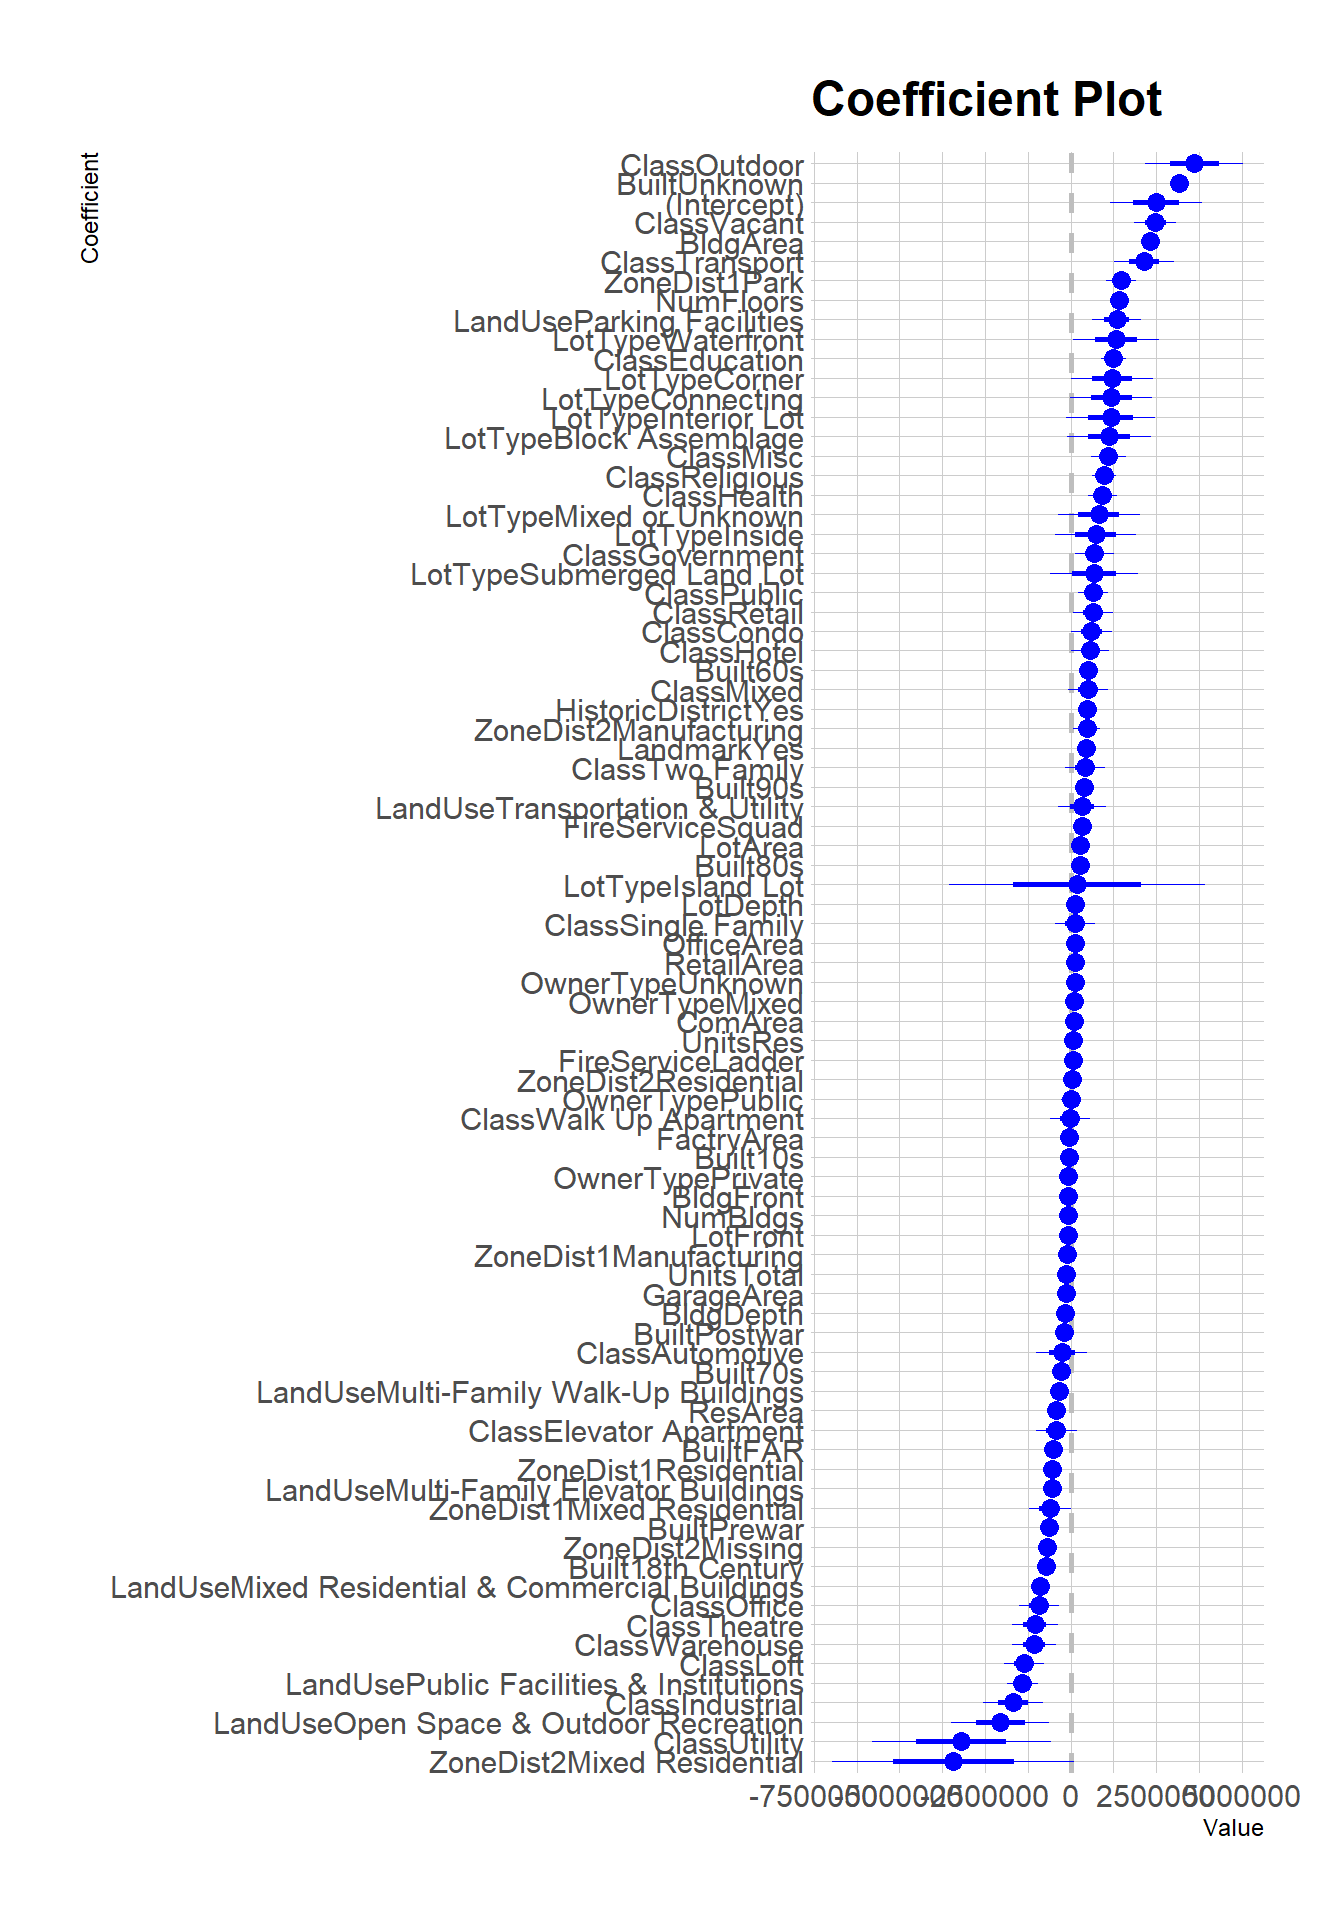 Coefficient Plot
Coefficient
ClassOutdoor
BuiltUnknown
(Intercept)
ClassVacant
BldgArea
ClassTransport
ZoneDist1Park
NumFloors
LandUseParking Facilities
LotTypeWaterfront
ClassEducation
LotTypeCorner
LotTypeConnecting
LotTypeInterior Lot
LotTypeBlock Assemblage
ClassMisc
ClassReligious
ClassHealth
LotTypeMixed or Unknown
LotTypeInside
ClassGovernment
LotTypeSubmerged Land Lot
ClassPublic
ClassRetail
ClassCondo
ClassHotel
Built60s
ClassMixed
HistoricDistrictYes
ZoneDist2Manufacturing
LandmarkYes
ClassTwo Family
Built90s
LandUseTransportation & Utility
FireServiceSquad
LotArea
Built80s
LotTypeIsland Lot
LotDepth
ClassSingle Family
OfficeArea
RetailArea
OwnerTypeUnknown
OwnerTypeMixed
ComArea
UnitsRes
FireServiceLadder
ZoneDist2Residential
OwnerTypePublic
ClassWalk Up Apartment
FactryArea
Built10s
OwnerTypePrivate
BldgFront
NumBldgs
LotFront
ZoneDist1Manufacturing
UnitsTotal
GarageArea
BldgDepth
BuiltPostwar
ClassAutomotive
Built70s
LandUseMulti-Family Walk-Up Buildings
ResArea
ClassElevator Apartment
BuiltFAR
ZoneDist1Residential
LandUseMulti-Family Elevator Buildings
ZoneDist1Mixed Residential
BuiltPrewar
ZoneDist2Missing
Built18th Century
LandUseMixed Residential & Commercial Buildings
ClassOffice
ClassTheatre
ClassWarehouse
ClassLoft
LandUsePublic Facilities & Institutions
ClassIndustrial
LandUseOpen Space & Outdoor Recreation
ClassUtility
ZoneDist2Mixed Residential
-7500000 -5000000 -2500000 0 2500000 5000000
Value